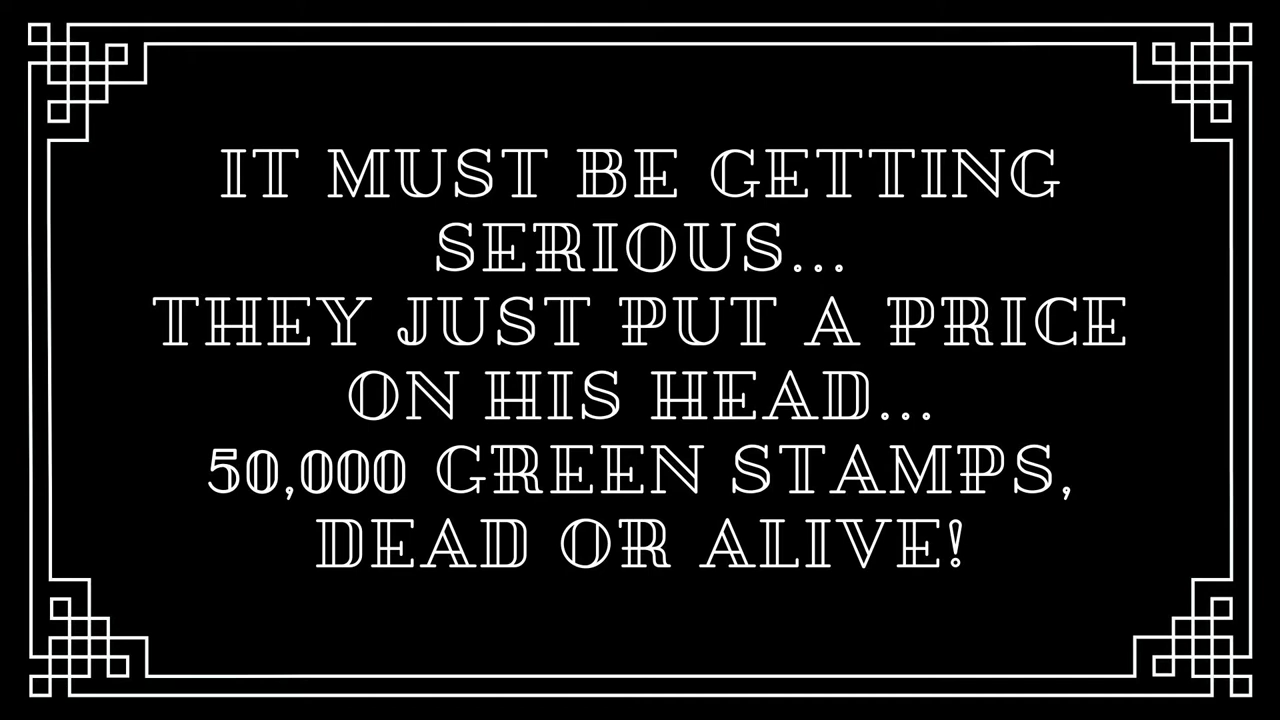 IT MUST BE GETTING
SERIOUS...
THEY JUST PUT A PRICE
ON HIS HEAD...
50,000 GREEN STAMPS,
DEAD OR ALIVE!